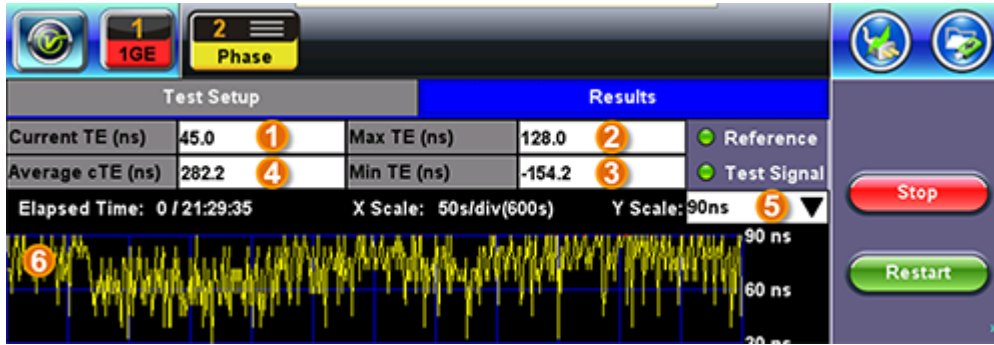 1
1GE
2
Phase
Test Setup
Results
Current TE (ns) 45.0 1 Max TE (ns) 128.0 2 Reference
Average cTE (ns) 282.2 4 Min TE (ns) -154.2 3 Test Signal
Elapsed Time: 0 / 21:29:35 X Scale: 50s/div(600s) Y Scale: 90ns 5
Stop
90 ns
6
Restart
60 ns
30 ns